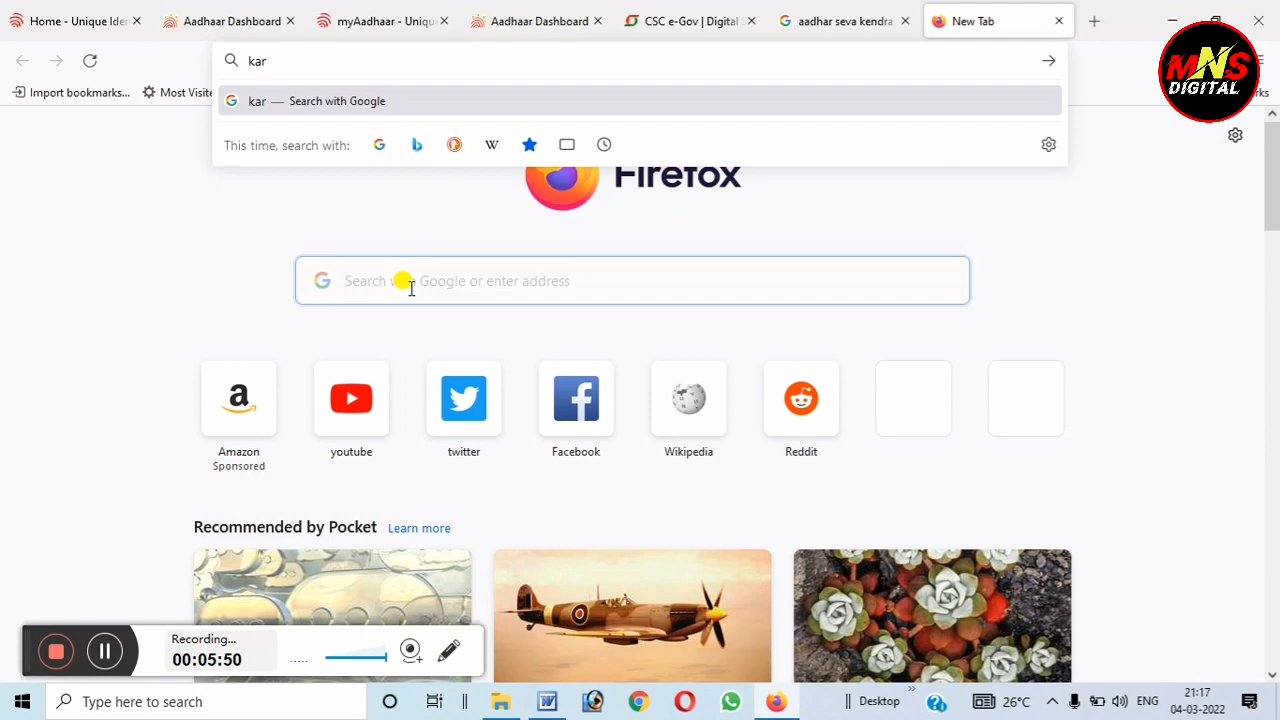 Home - Unique Iden
Aadhaar Dashboard
myAadhaar - Unique
Aadhaar Dashboard
CSC e-Gov | Digital S
aadhar seva kendra
New Tab
kar
Import bookmarks...
Most Visite
kar — Search with Google
This time, search with:
MNS
DIGITAL
Firefox
Search with Google or enter address
Amazon
Sponsored
youtube
twitter
Facebook
Wikipedia
Reddit
Recommended by Pocket Learn more
Recording...
00:05:50
Type here to search
Desktop
26°C
ENG
21:17
04-03-2022